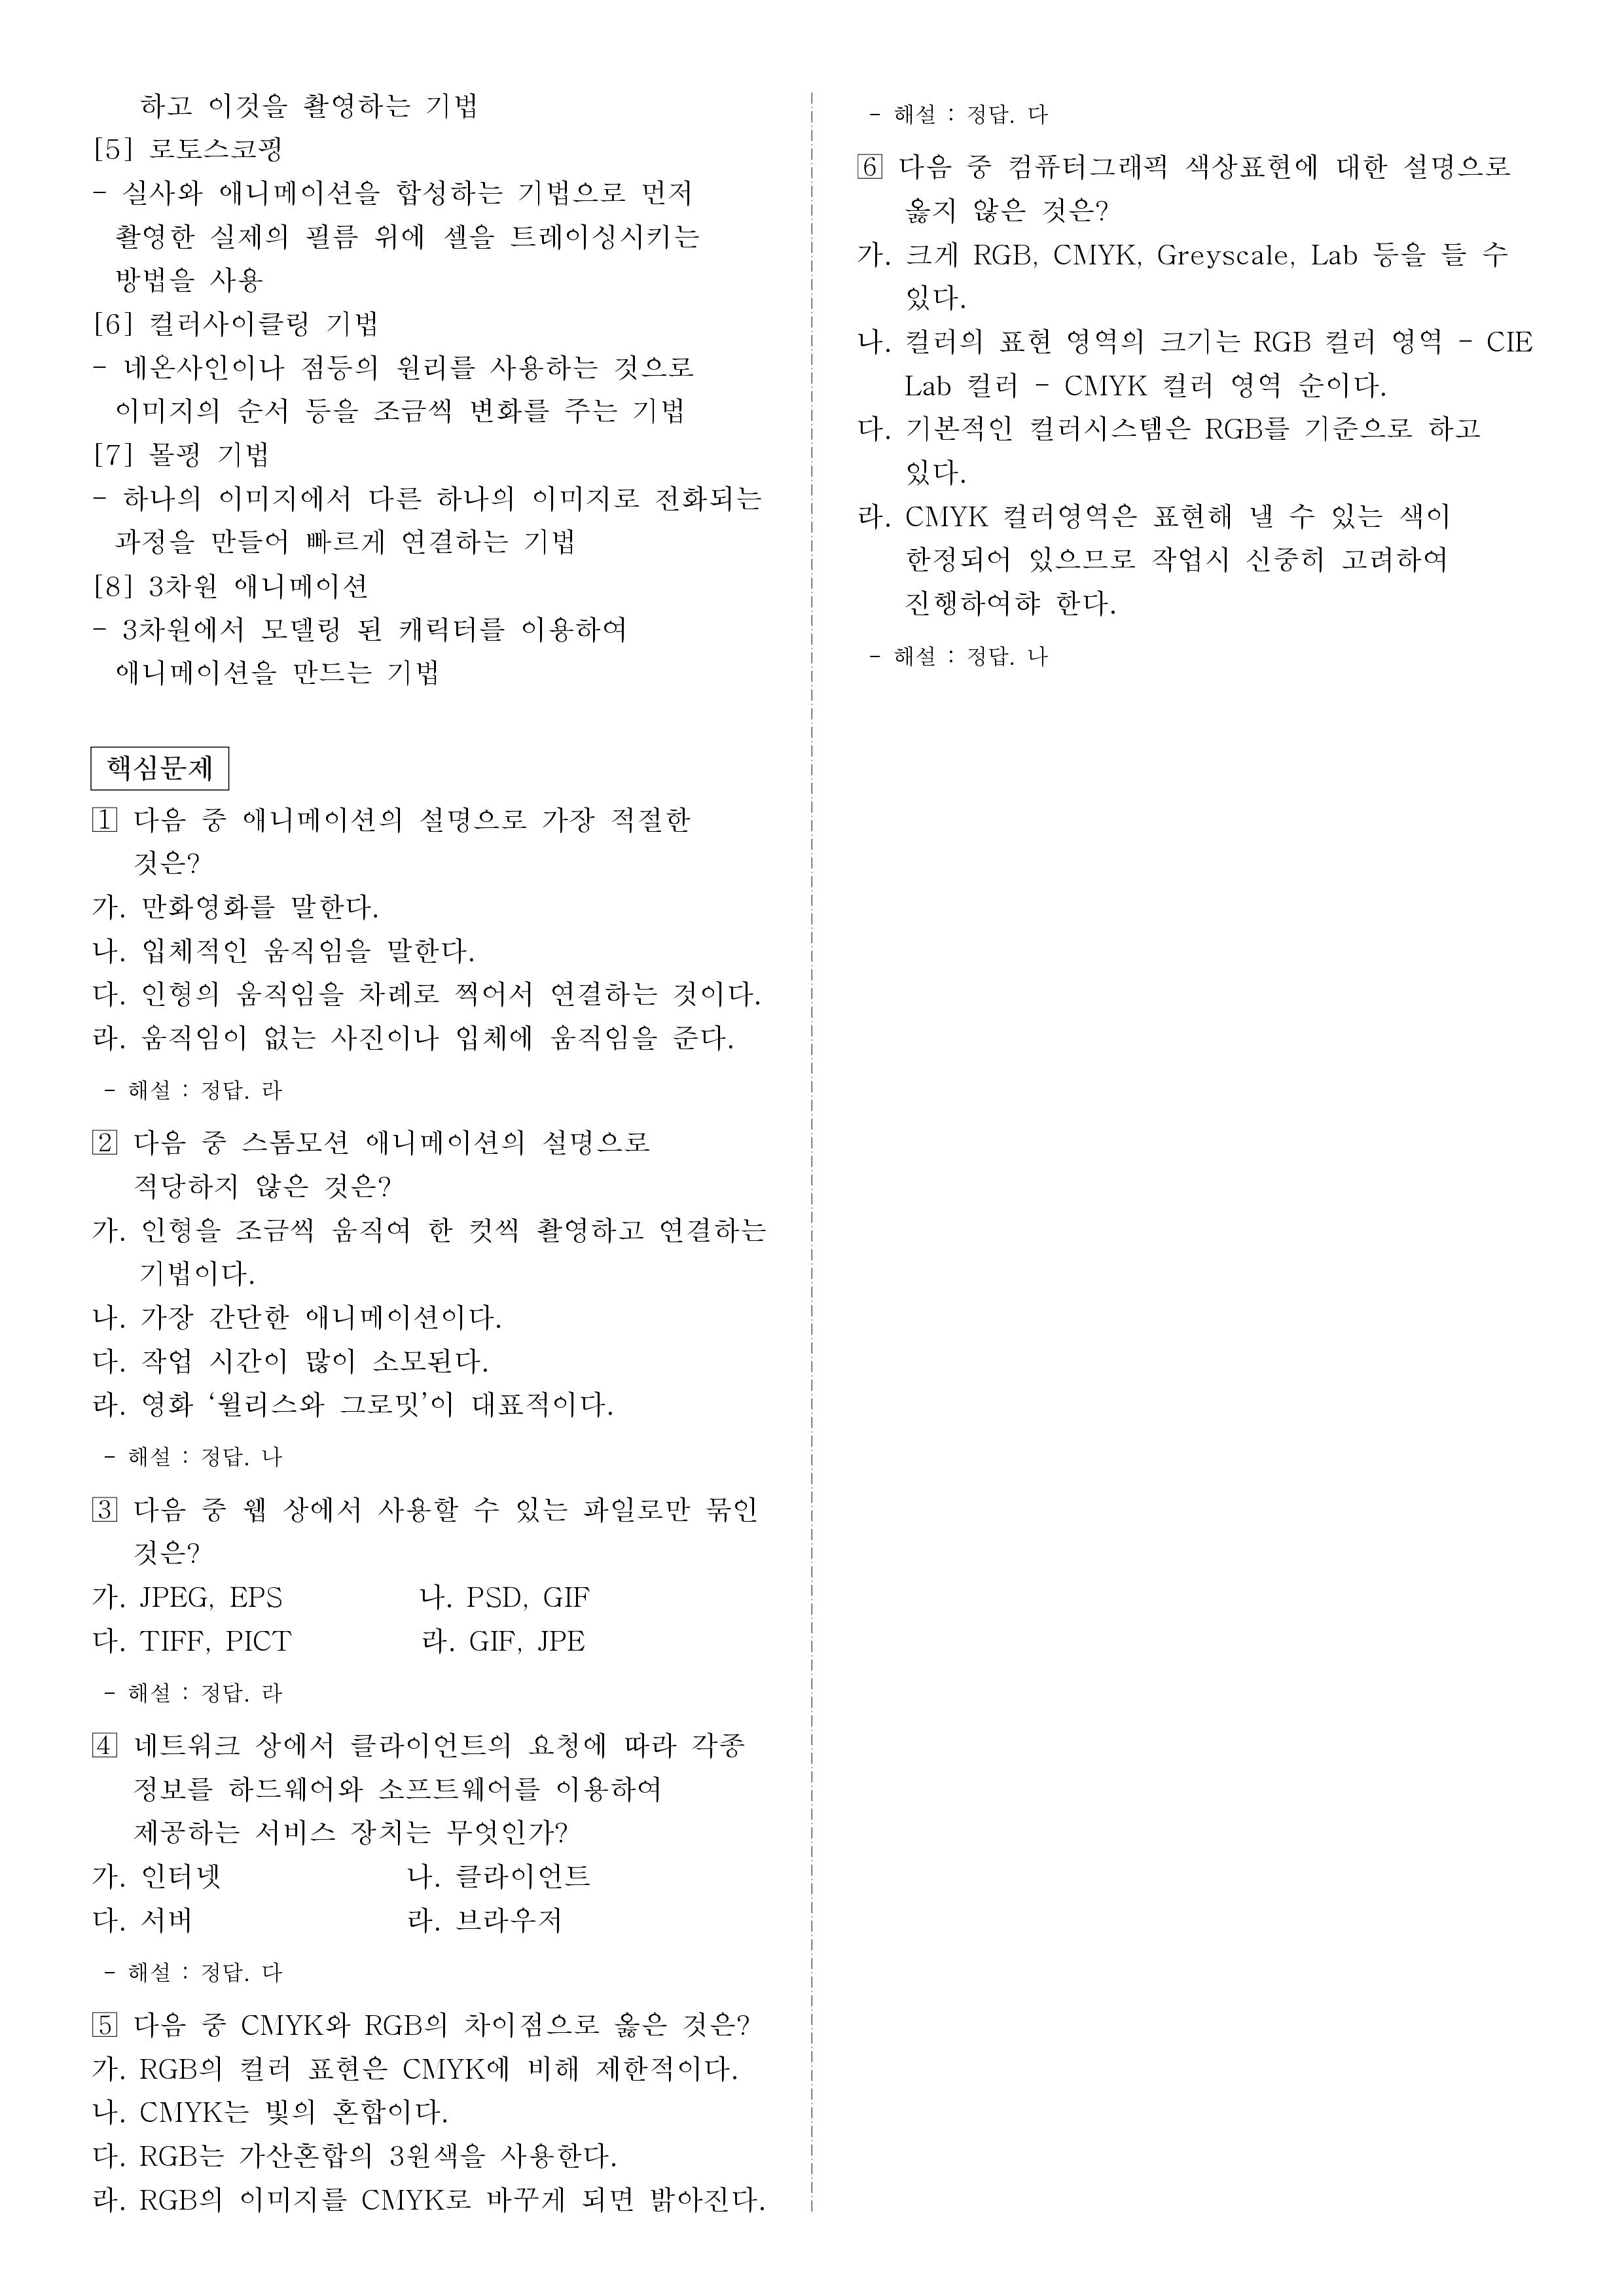 하고 이것을 촬영하는 기법
[5] 로토스코핑
- 실사와 애니메이션을 합성하는 기법으로 먼저
촬영한 실제의 필름 위에 셀을 트레이싱시키는
방법을 사용
[6] 컬러사이클링 기법
- 네온사인이나 점등의 원리를 사용하는 것으로
이미지의 순서 등을 조금씩 변화를 주는 기법
[7] 몰핑 기법
- 하나의 이미지에서 다른 하나의 이미지로 전화되는
과정을 만들어 빠르게 연결하는 기법
[8] 3차원 애니메이션
- 3차원에서 모델링 된 캐릭터를 이용하여
애니메이션을 만드는 기법
핵심문제
1 다음 중 애니메이션의 설명으로 가장 적절한
것은?
가. 만화영화를 말한다.
나. 입체적인 움직임을 말한다.
다. 인형의 움직임을 차례로 찍어서 연결하는 것이다.
라. 움직임이 없는 사진이나 입체에 움직임을 준다.
- 해설 : 정답. 라
2 다음 중 스톰모션 애니메이션의 설명으로
적당하지 않은 것은?
가. 인형을 조금씩 움직여 한 컷씩 촬영하고 연결하는
기법이다.
나. 가장 간단한 애니메이션이다.
다. 작업 시간이 많이 소모된다.
라. 영화 ‘윌리스와 그로밋’이 대표적이다.
- 해설 : 정답. 나
3 다음 중 웹 상에서 사용할 수 있는 파일로만 묶인
것은?
가. JPEG, EPS 나. PSD, GIF
다. TIFF, PICT 라. GIF, JPE
- 해설 : 정답. 라
4 네트워크 상에서 클라이언트의 요청에 따라 각종
정보를 하드웨어와 소프트웨어를 이용하여
제공하는 서비스 장치는 무엇인가?
가. 인터넷 나. 클라이언트
다. 서버 라. 브라우저
- 해설 : 정답. 다
5 다음 중 CMYK와 RGB의 차이점으로 옳은 것은?
가. RGB의 컬러 표현은 CMYK에 비해 제한적이다.
나. CMYK는 빛의 혼합이다.
다. RGB는 가산혼합의 3원색을 사용한다.
라. RGB의 이미지를 CMYK로 바꾸게 되면 밝아진다.
- 해설 : 정답. 다
6 다음 중 컴퓨터그래픽 색상표현에 대한 설명으로
옳지 않은 것은?
가. 크게 RGB, CMYK, Greyscale, Lab 등을 들 수
있다.
나. 컬러의 표현 영역의 크기는 RGB 컬러 영역 - CIE
Lab 컬러 - CMYK 컬러 영역 순이다.
다. 기본적인 컬러시스템은 RGB를 기준으로 하고
있다.
라. CMYK 컬러영역은 표현해 낼 수 있는 색이
한정되어 있으므로 작업시 신중히 고려하여
진행하여햐 한다.
- 해설 : 정답. 나